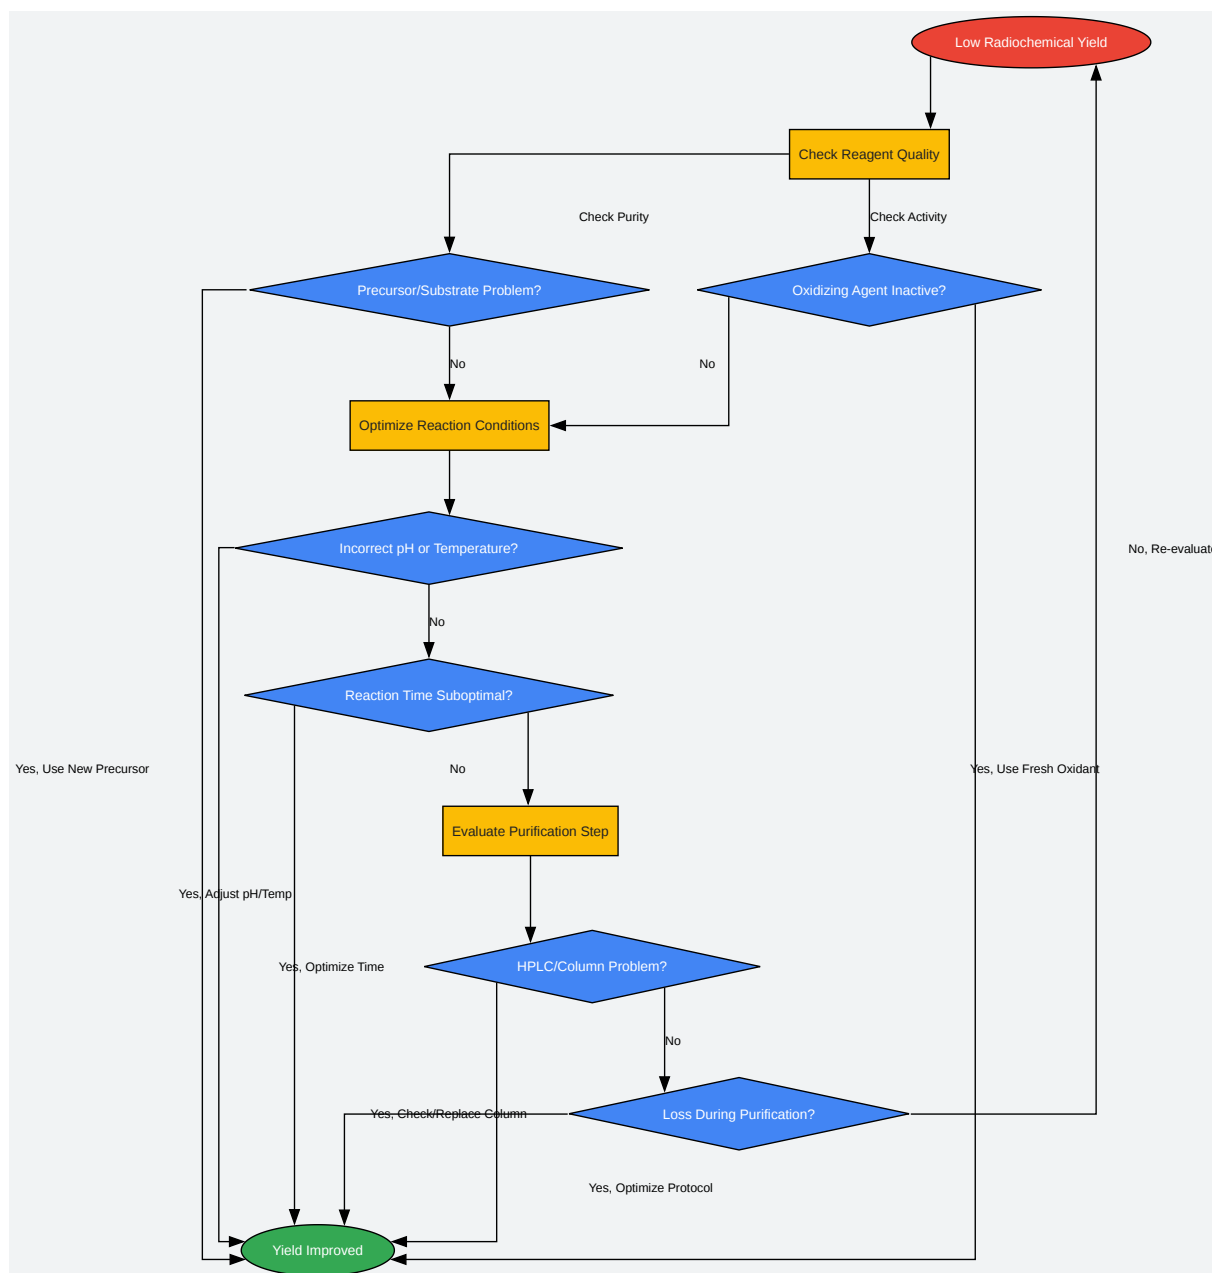 Low Radiochemical Yield
Check Reagent Quality
Check Purity
Check Activity
Precursor/Substrate Problem?
Oxidizing Agent Inactive?
No
No
Optimize Reaction Conditions
Incorrect pH or Temperature?
No, Re-evaluate
No
Reaction Time Suboptimal?
Yes, Use New Precursor
No
Yes, Use Fresh Oxidant
Evaluate Purification Step
Yes, Adjust pH/Temp
Yes, Optimize Time
HPLC/Column Problem?
No
Yes, Check/Replace Column
Loss During Purification?
Yes, Optimize Protocol
Yield Improved